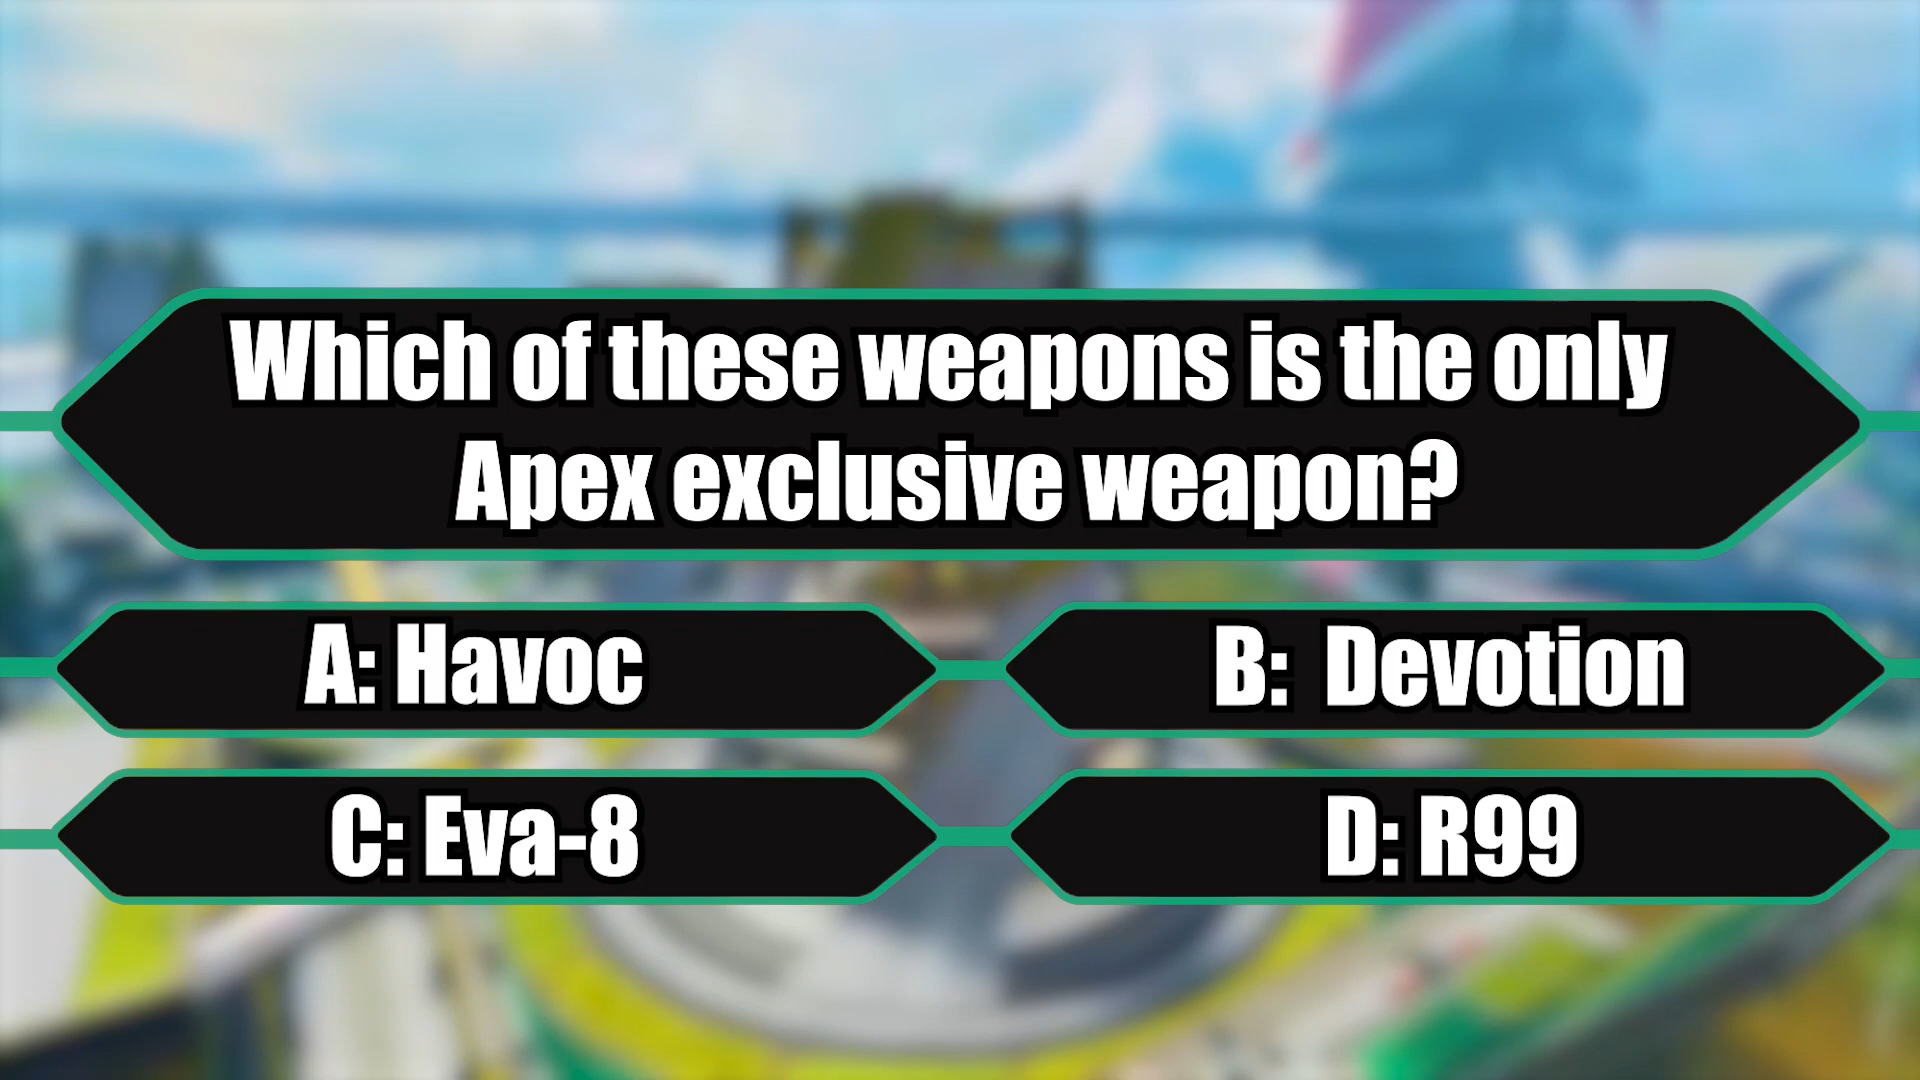 Which of these weapons is the only
Apex exclusive weapon?
A: Havoc
B: Devotion
C: Eva-8
D: R99